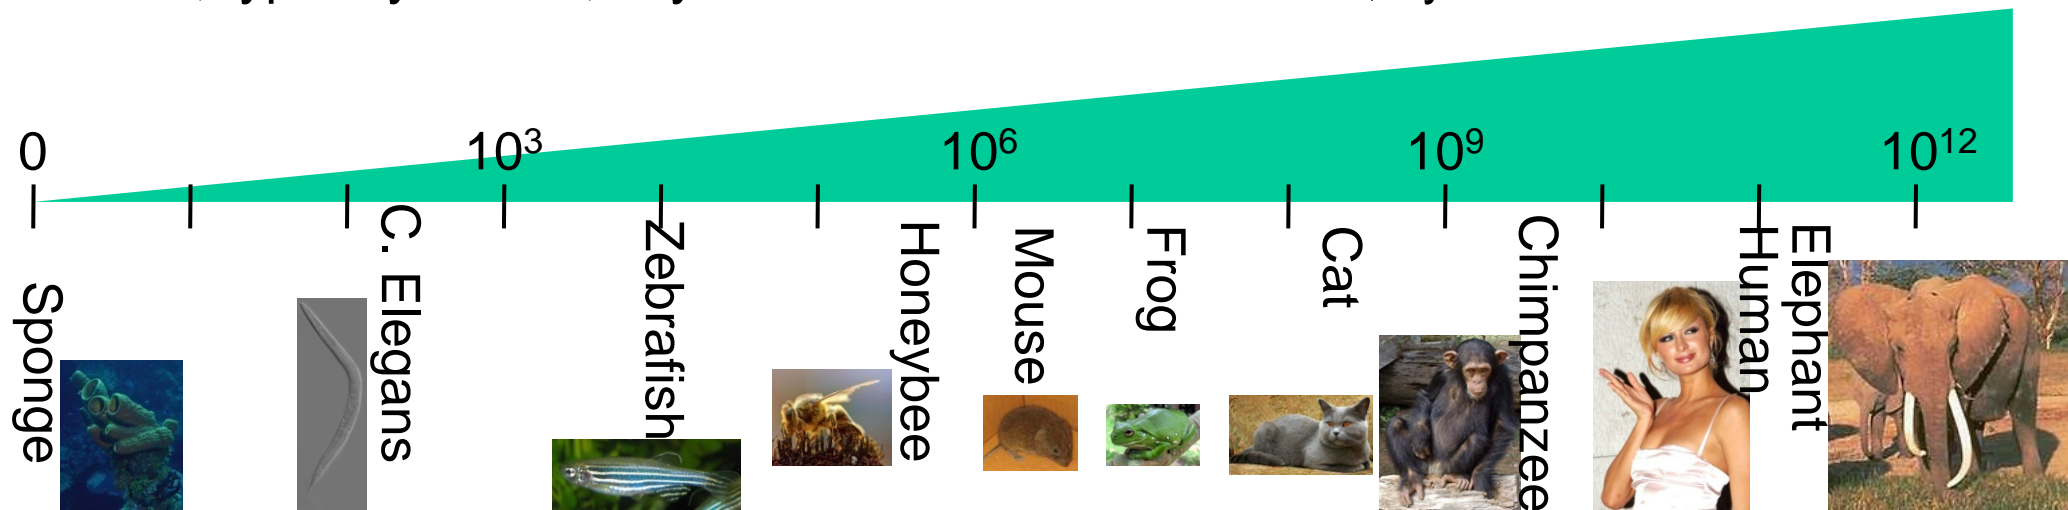 0
10³
10⁶
10⁹
10¹²
Sponge
C. Elegans
Zebrafish
Honeybee
Mouse
Frog
Cat
Chimpanzee
Human
Elephant